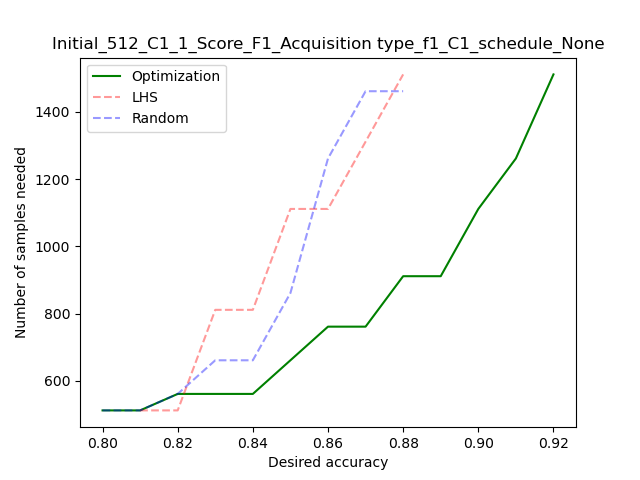 Initial_512_C1_1_Score_F1_Acquisition type_f1_C1_schedule_None
Optimization
LHS
Random
Number of samples needed
1400
1200
1000
800
600
0.80 0.82 0.84 0.86 0.88 0.90 0.92
Desired accuracy